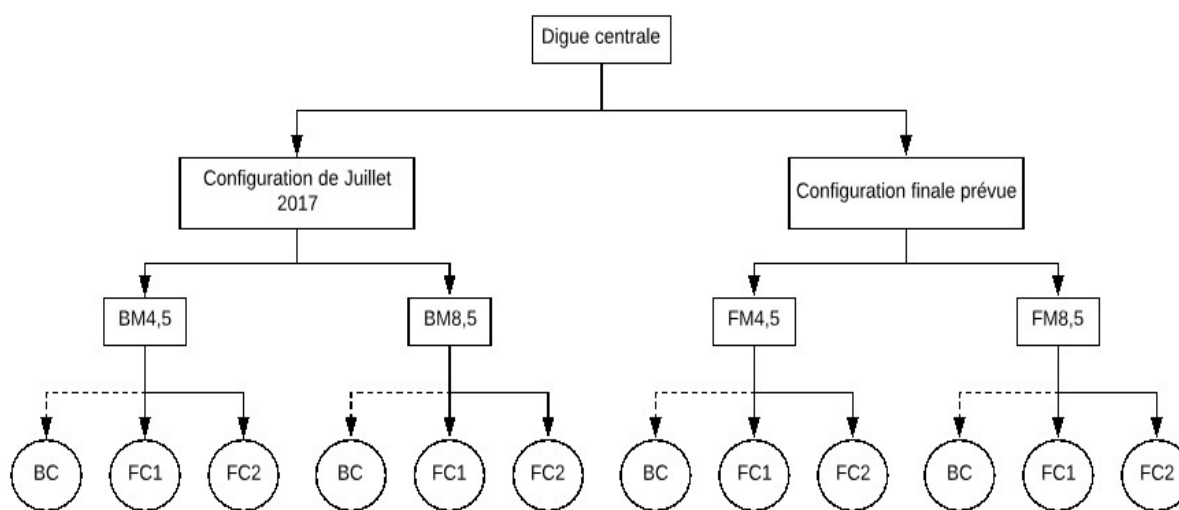 Digue centrale
Configuration de Juillet
2017
Configuration finale prévue
BM4,5
BM8,5
FM4,5
FM8,5
BC
FC1
FC2
BC
FC1
FC2
BC
FC1
FC2
BC
FC1
FC2